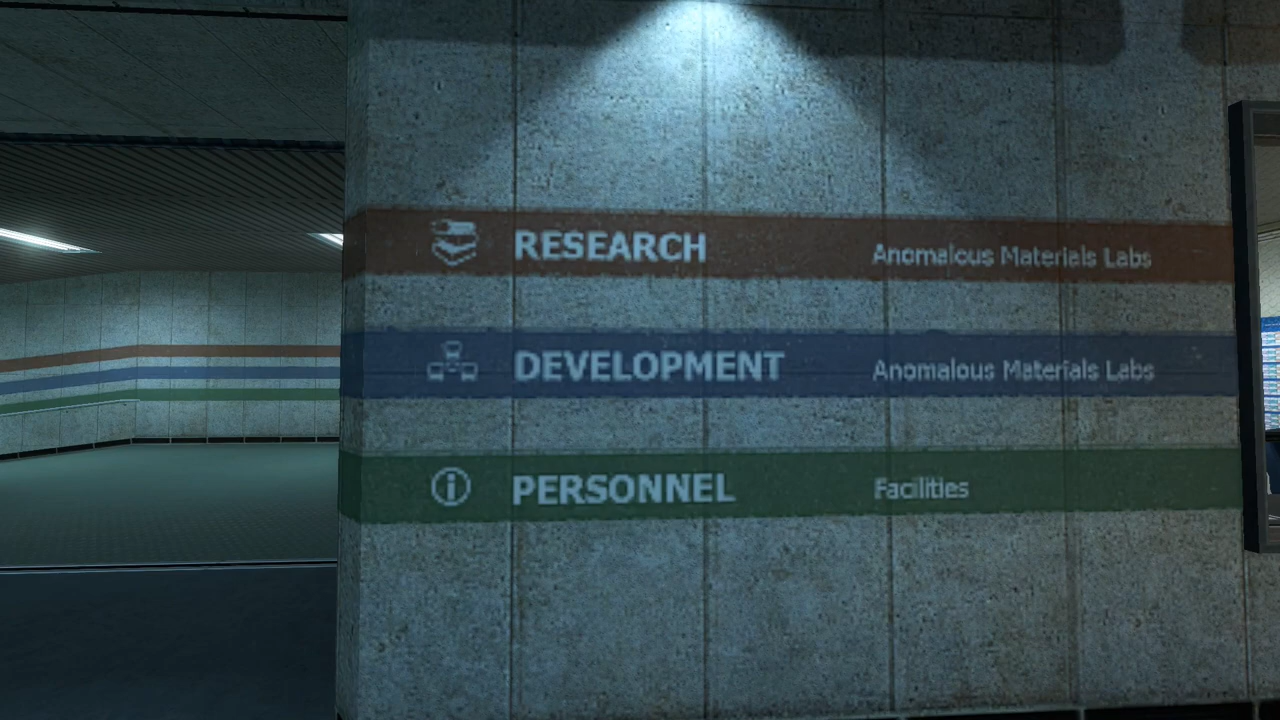 RESEARCH Anomalous Materials Labs
DEVELOPMENT Anomalous Materials Labs
PERSONNEL Facilities